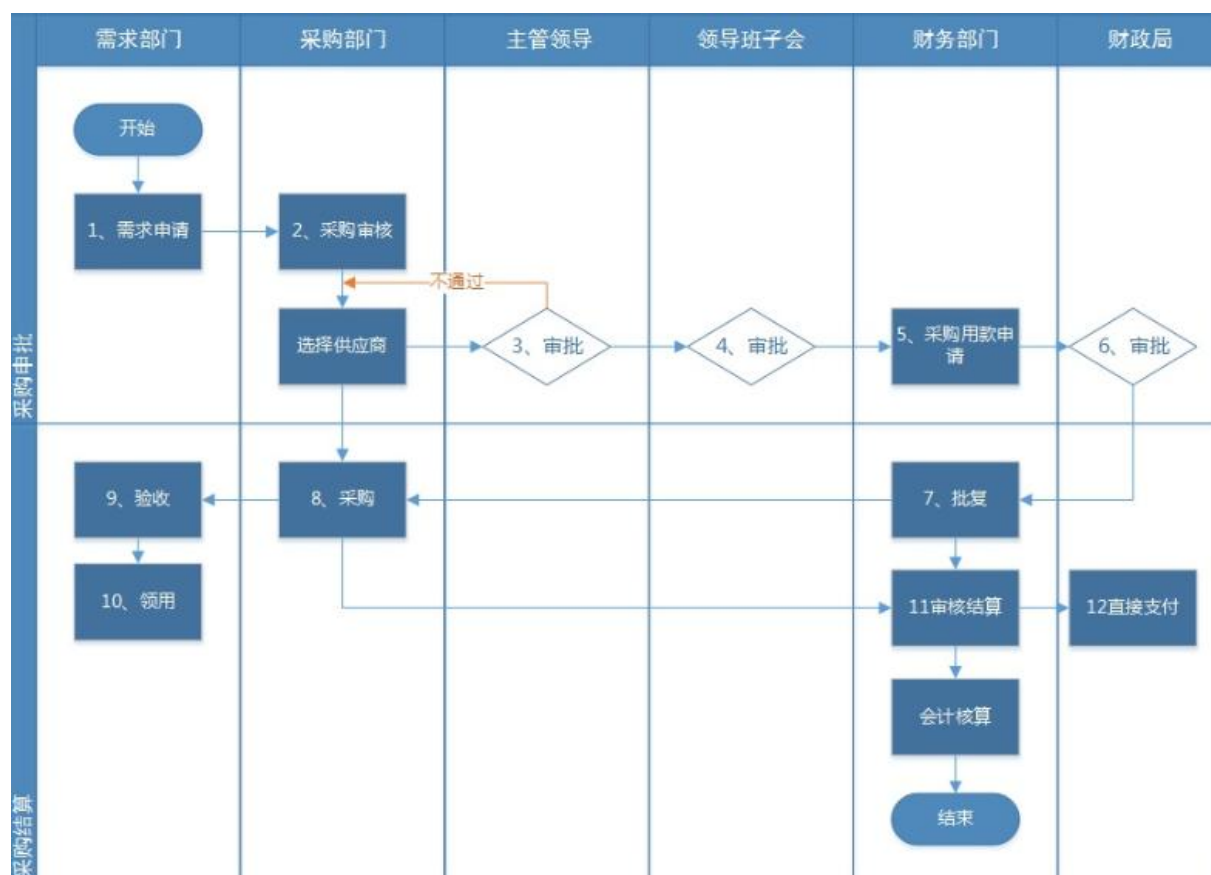 需求部门
采购部门
主管领导
领导班子会
财务部门
财政局
采购申批
开始
1、需求申请
2、采购审核
不通过
选择供应商
3、审批
4、审批
5、采购用款申
请
6、审批
采购结算
9、验收
8、采购
7、批复
10、领用
11审核结算
12直接支付
会计核算
结束